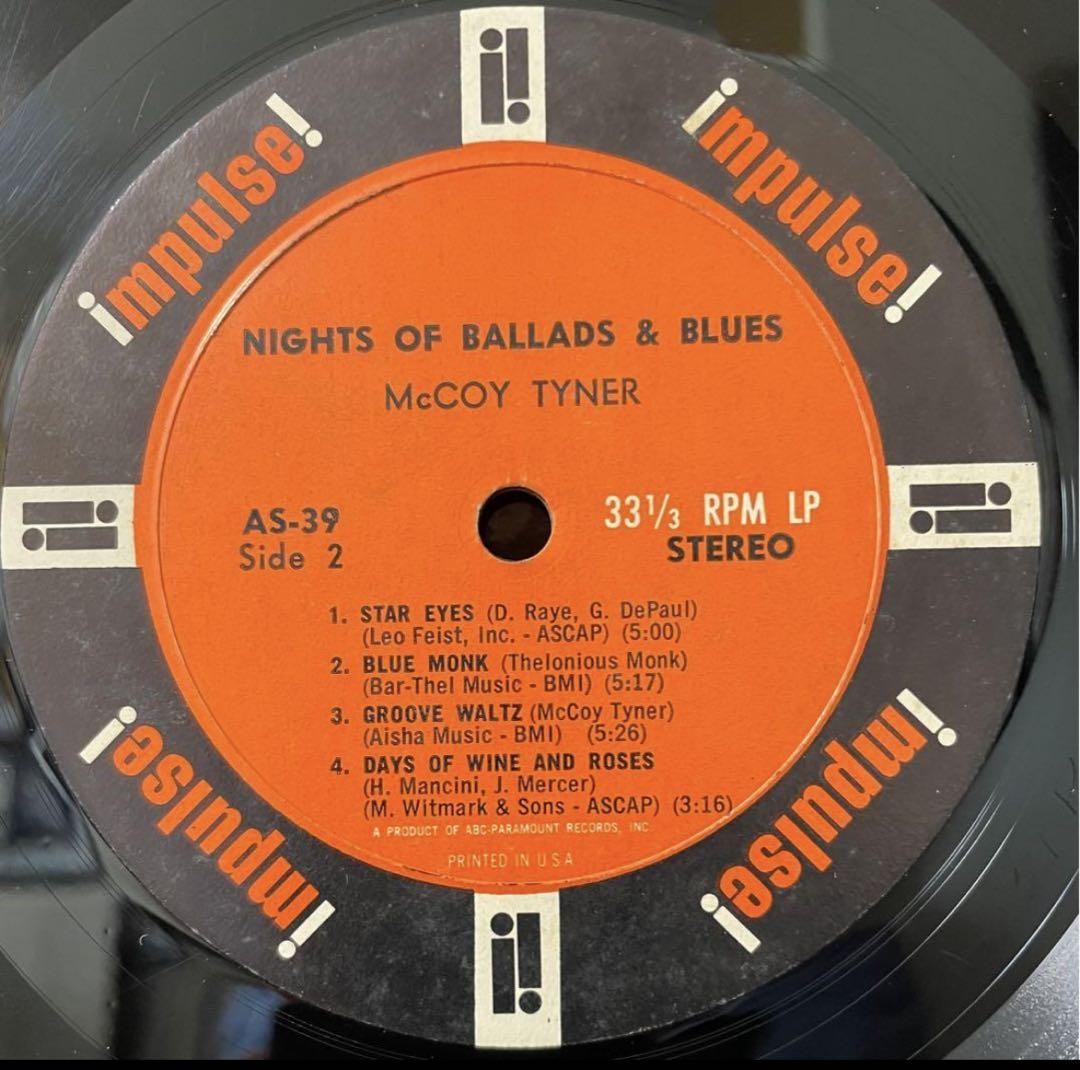 impulse!
impulse!
NIGHTS OF BALLADS & BLUES
McCOY TYNER
AS-39
Side 2
33 1/3 RPM LP
STEREO
1. STAR EYES (D. Raye, G. DePaul)
(Leo Feist, Inc. - ASCAP) (5:00)
2. BLUE MONK (Thelonious Monk)
(Bar-Thel Music - BMI) (5:17)
3. GROOVE WALTZ (McCoy Tyner)
(Aisha Music - BMI) (5:26)
4. DAYS OF WINE AND ROSES
(H. Mancini, J. Mercer)
(M. Witmark & Sons - ASCAP) (3:16)
A PRODUCT OF ABC-PARAMOUNT RECORDS, INC.
PRINTED IN U S A
impulse!
impulse!